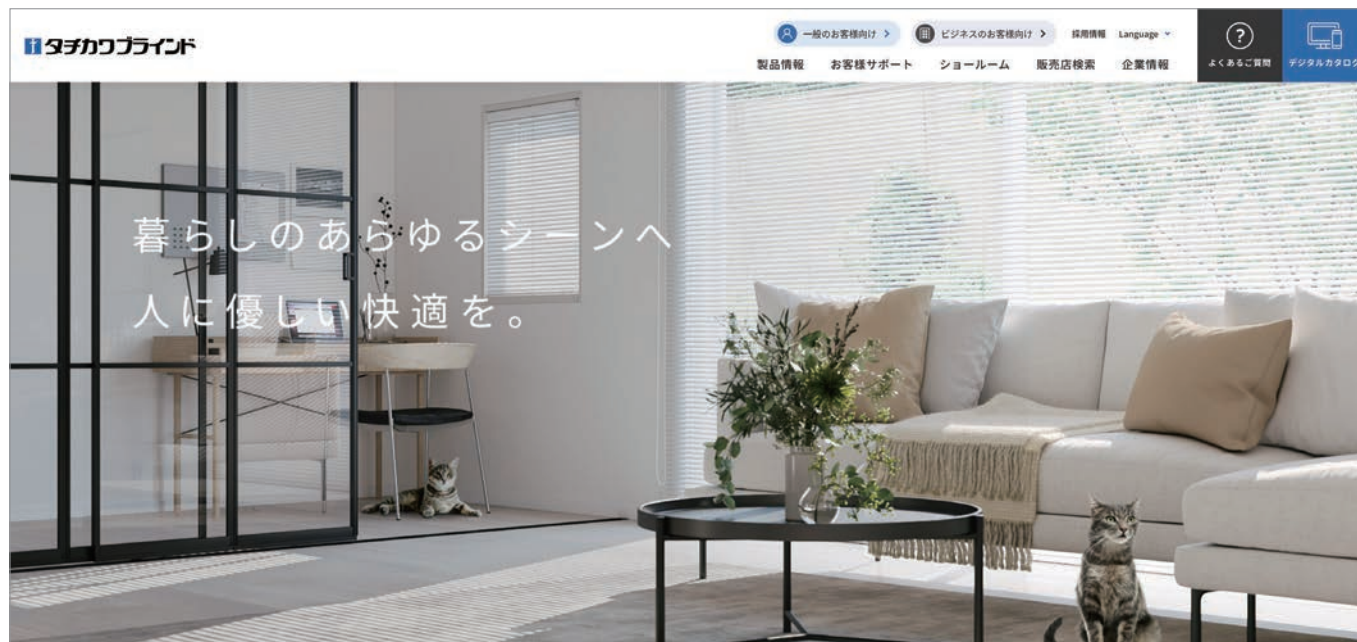 タチカワブラインド
一般のお客様向け
ビジネスのお客様向け
採用情報
Language
製品情報
お客様サポート
ショールーム
販売店検索
企業情報
よくあるご質問
デジタルカタログ
暮らしのあらゆるシーンへ
人に優しい快適を。